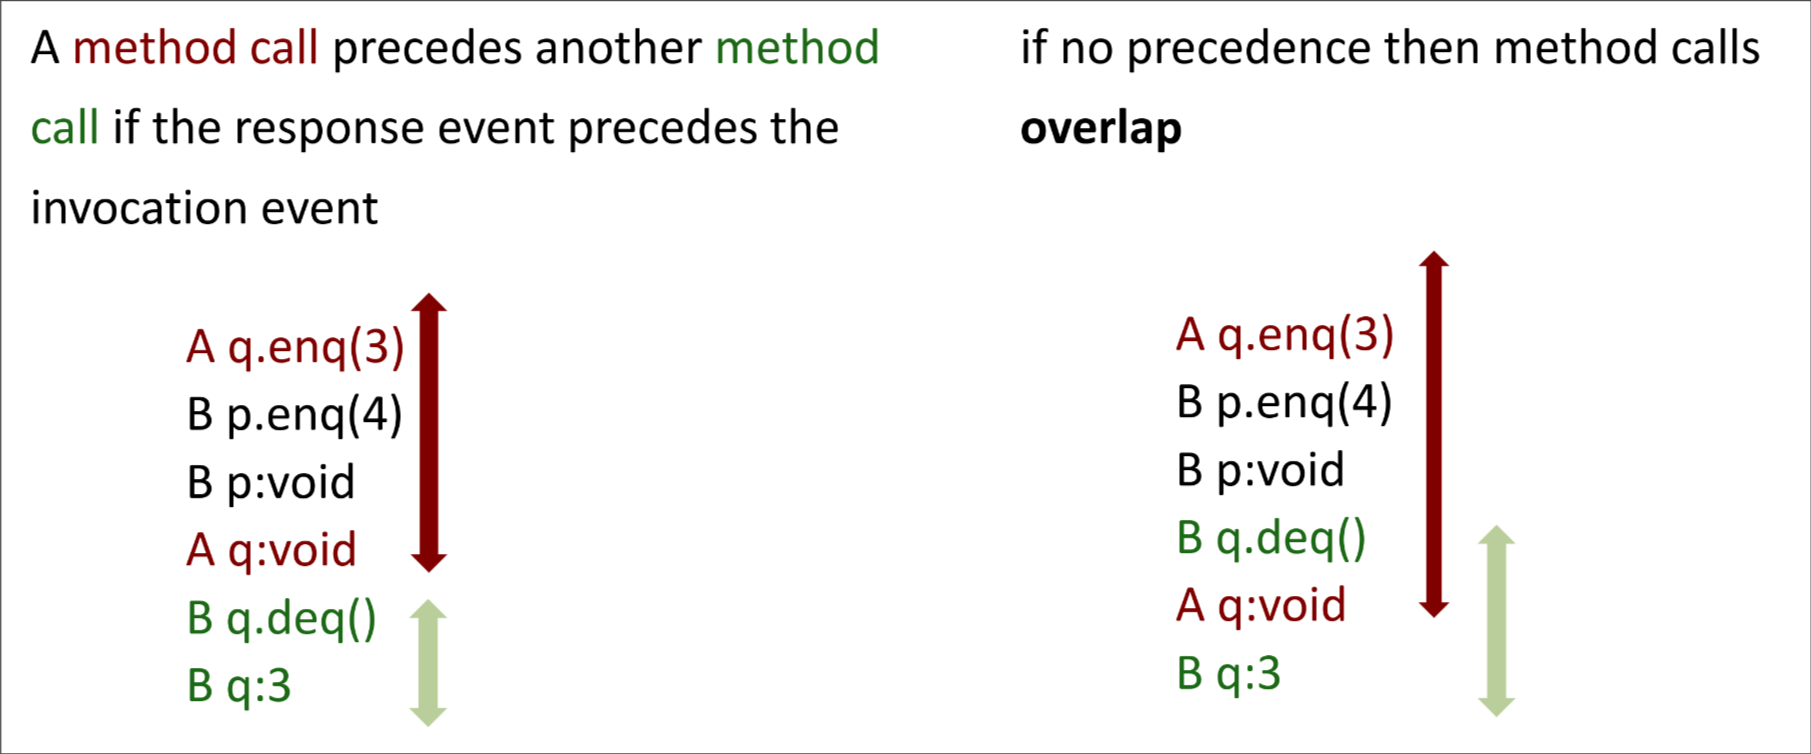 A method call precedes another method
call if the response event precedes the
invocation event
A q.enq(3)
B p.enq(4)
B p:void
A q:void
B q.deq()
B q:3
if no precedence then method calls
overlap
A q.enq(3)
B p.enq(4)
B p:void
B q.deq()
A q:void
B q:3